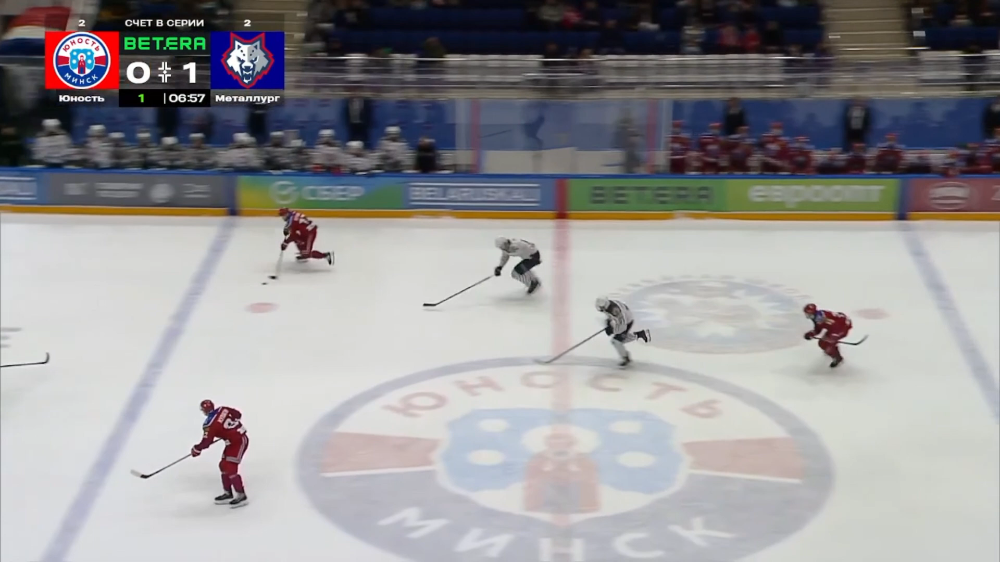 2 СЧЕТ В СЕРИИ 2
BETERA
ЮНОСТЬ
МИНСК
0 1
Юность 1 |06:57 Металлург
СБЕР
BELARUSKALI
BETERA
евроопт
ЮНОСТЬ
МИНСК